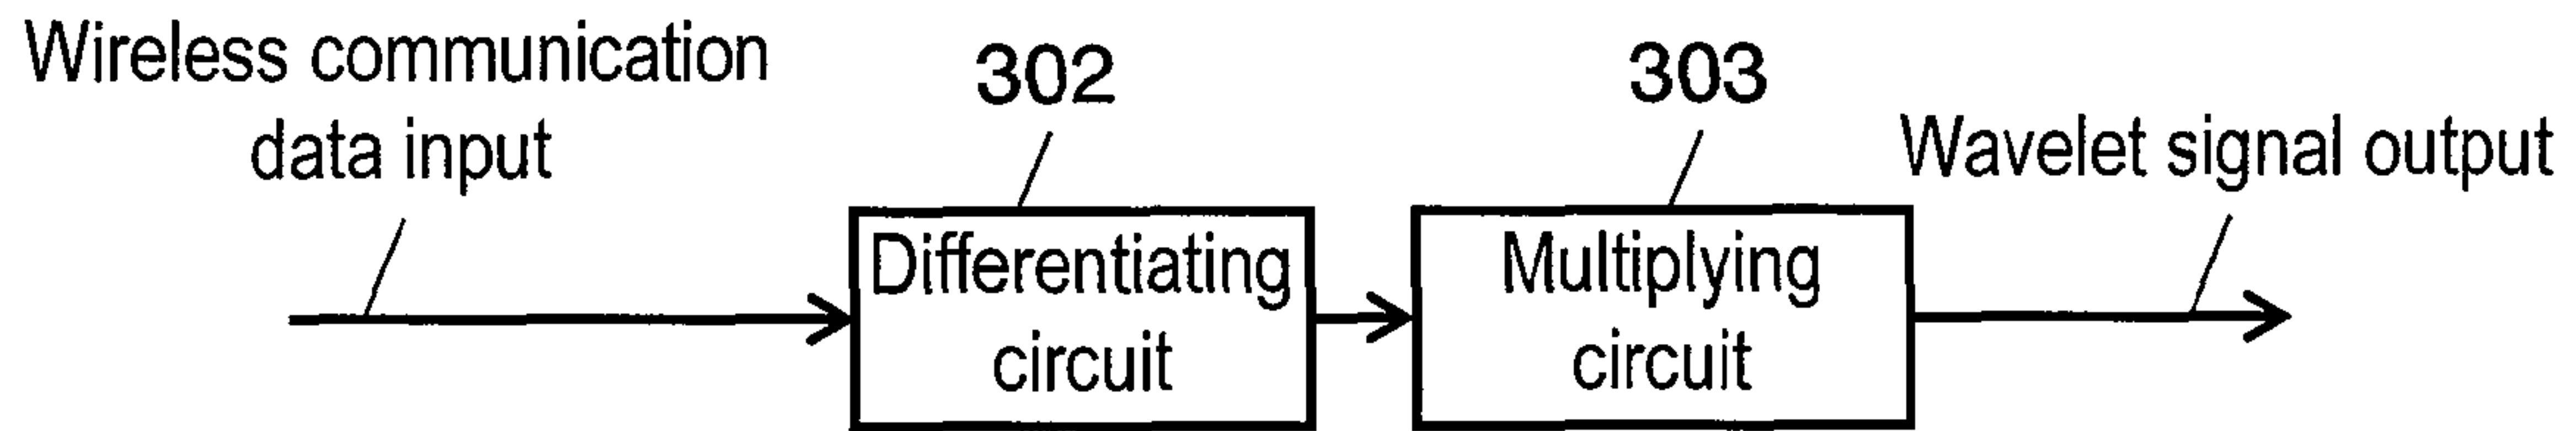 Wireless communication
data input
302
303
Wavelet signal output
Differentiating
circuit
Multiplying
circuit